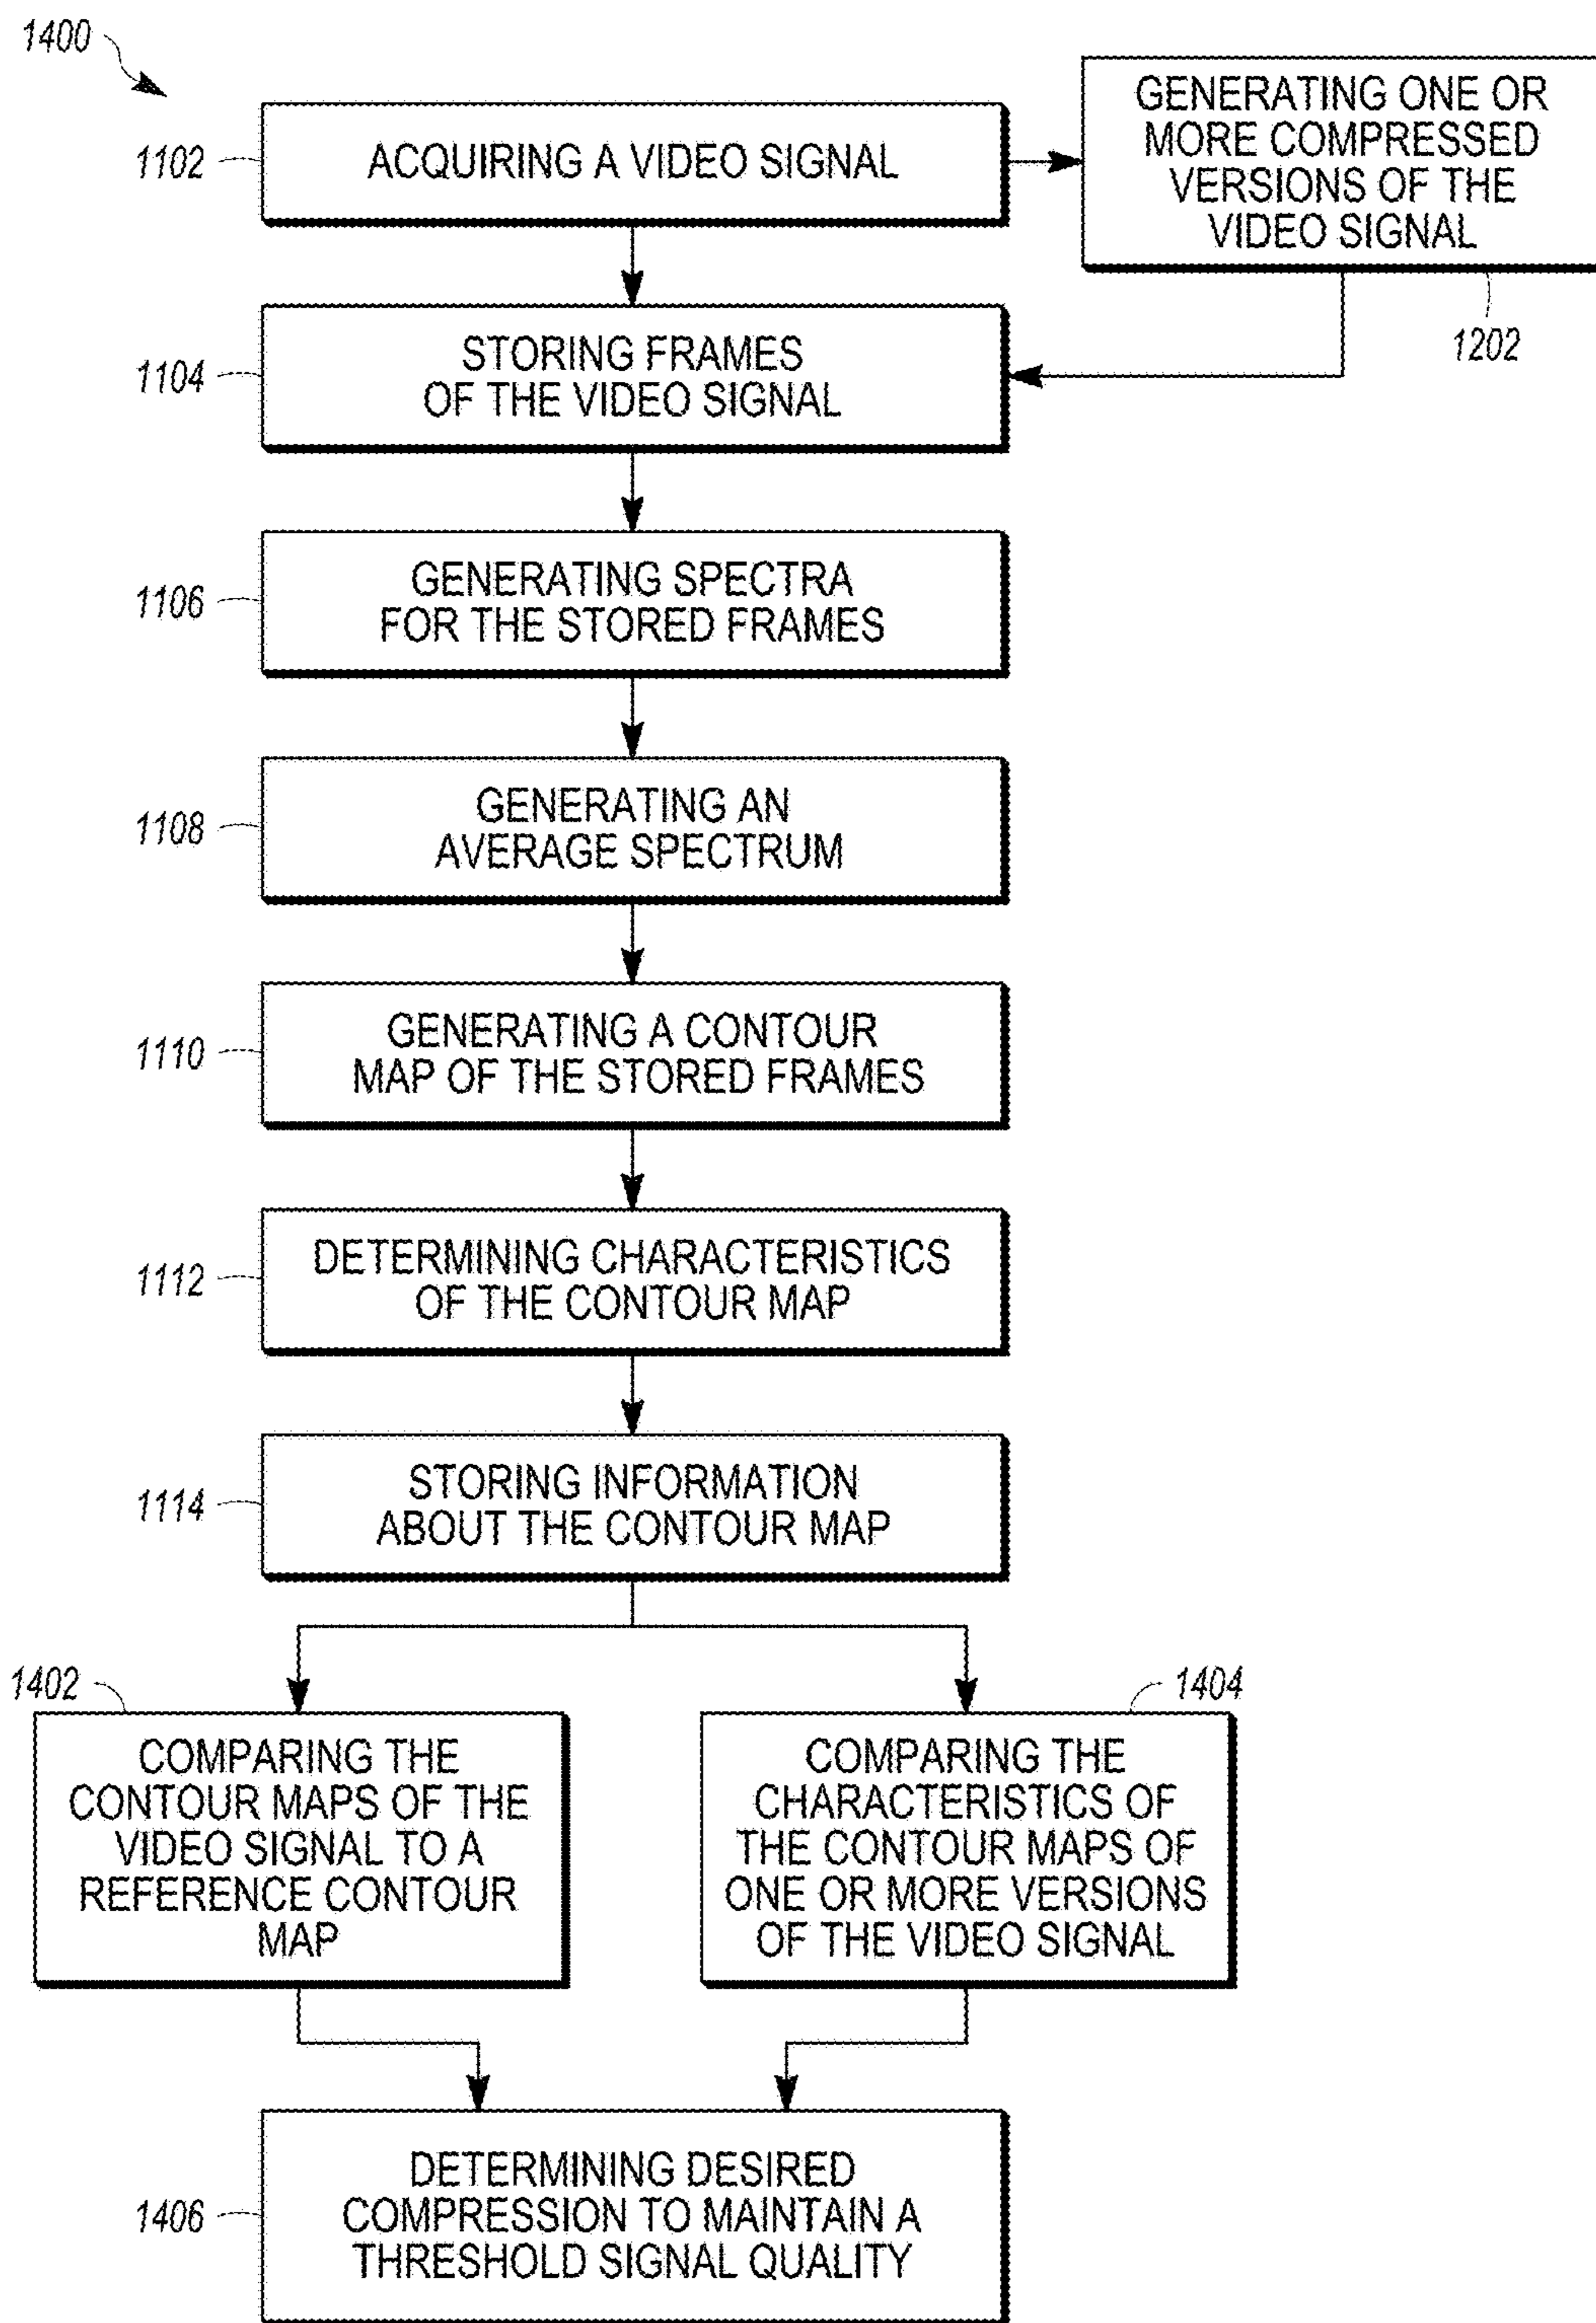 1400
1102
ACQUIRING A VIDEO SIGNAL
GENERATING ONE OR
MORE COMPRESSED
VERSIONS OF THE
VIDEO SIGNAL
1202
1104
STORING FRAMES
OF THE VIDEO SIGNAL
1106
GENERATING SPECTRA
FOR THE STORED FRAMES
1108
GENERATING AN
AVERAGE SPECTRUM
1110
GENERATING A CONTOUR
MAP OF THE STORED FRAMES
1112
DETERMINING CHARACTERISTICS
OF THE CONTOUR MAP
1114
STORING INFORMATION
ABOUT THE CONTOUR MAP
1402
COMPARING THE
CONTOUR MAPS OF THE
VIDEO SIGNAL TO A
REFERENCE CONTOUR
MAP
1404
COMPARING THE
CHARACTERISTICS OF
THE CONTOUR MAPS OF
ONE OR MORE VERSIONS
OF THE VIDEO SIGNAL
1406
DETERMINING DESIRED
COMPRESSION TO MAINTAIN A
THRESHOLD SIGNAL QUALITY